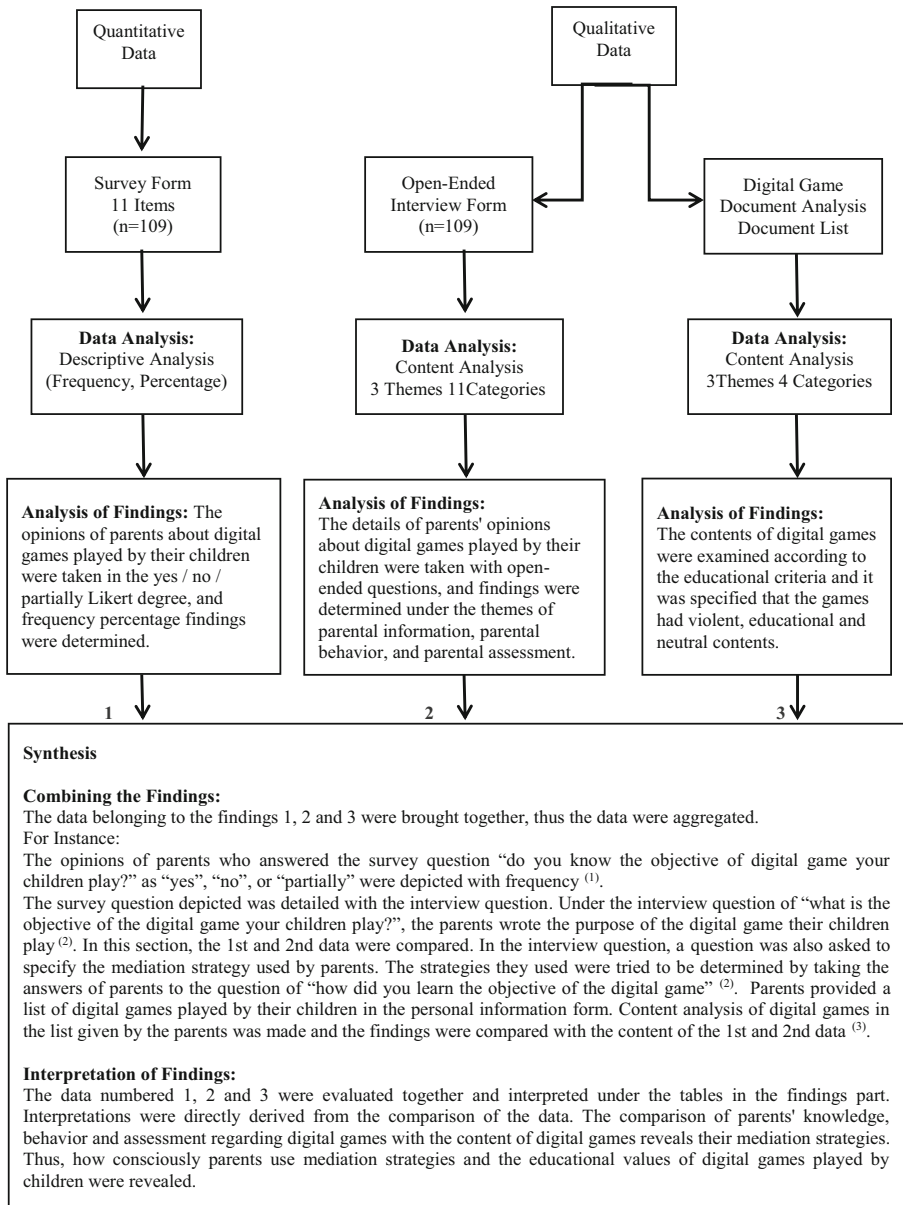 Quantitative
Data
Qualitative
Data
Survey Form
11 Items
(n=109)
Open-Ended
Interview Form
(n=109)
Digital Game
Document Analysis
Document List
Data Analysis:
Descriptive Analysis
(Frequency, Percentage)
Data Analysis:
Content Analysis
3 Themes 11Categories
Data Analysis:
Content Analysis
3Themes 4 Categories
Analysis of Findings: The
opinions of parents about digital
games played by their children
were taken in the yes / no /
partially Likert degree, and
frequency percentage findings
were determined.
Analysis of Findings:
The details of parents' opinions
about digital games played by their
children were taken with open-
ended questions, and findings were
determined under the themes of
parental information, parental
behavior, and parental assessment.
Analysis of Findings:
The contents of digital games
were examined according to
the educational criteria and it
was specified that the games
had violent, educational and
neutral contents.
1
2
3
Synthesis
Combining the Findings:
The data belonging to the findings 1, 2 and 3 were brought together, thus the data were aggregated.
For Instance:
The opinions of parents who answered the survey question “do you know the objective of digital game your
children play?” as “yes”, “no”, or “partially” were depicted with frequency (1).
The survey question depicted was detailed with the interview question. Under the interview question of “what is the
objective of the digital game your children play?”, the parents wrote the purpose of the digital game their children
play (2). In this section, the 1st and 2nd data were compared. In the interview question, a question was also asked to
specify the mediation strategy used by parents. The strategies they used were tried to be determined by taking the
answers of parents to the question of “how did you learn the objective of the digital game” (2). Parents provided a
list of digital games played by their children in the personal information form. Content analysis of digital games in
the list given by the parents was made and the findings were compared with the content of the 1st and 2nd data (3).
Interpretation of Findings:
The data numbered 1, 2 and 3 were evaluated together and interpreted under the tables in the findings part.
Interpretations were directly derived from the comparison of the data. The comparison of parents' knowledge,
behavior and assessment regarding digital games with the content of digital games reveals their mediation strategies.
Thus, how consciously parents use mediation strategies and the educational values of digital games played by
children were revealed.